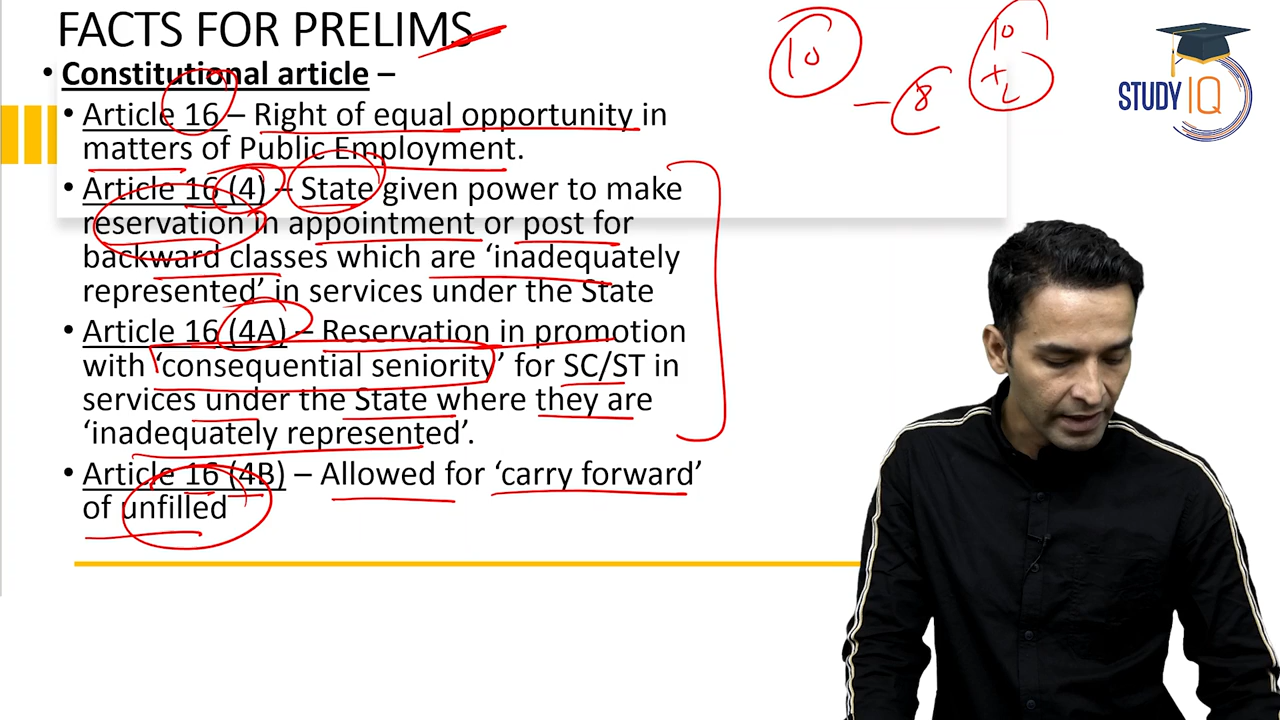 FACTS FOR PRELIMS
• Constitutional article –
• Article 16 – Right of equal opportunity in
matters of Public Employment.
• Article 16 (4) – State given power to make
reservation in appointment or post for
backward classes which are ‘inadequately
represented’ in services under the State
• Article 16 (4A) – Reservation in promotion
with ‘consequential seniority’ for SC/ST in
services under the State where they are
‘inadequately represented’.
• Article 16 (4B) – Allowed for ‘carry forward’
of unfilled
10
– 8
10
+
STUDY IQ